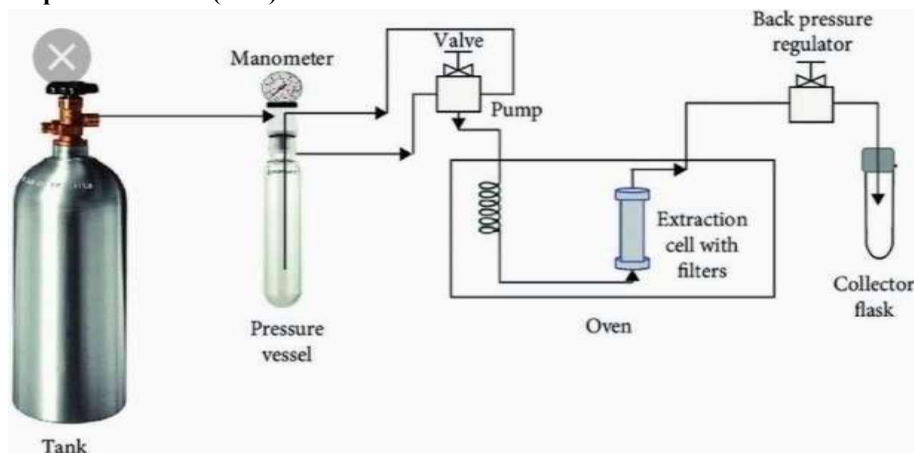 Manometer
Valve
Back pressure
regulator
Pump
Extraction
cell with
filters
Collector
flask
Pressure
vessel
Oven
Tank